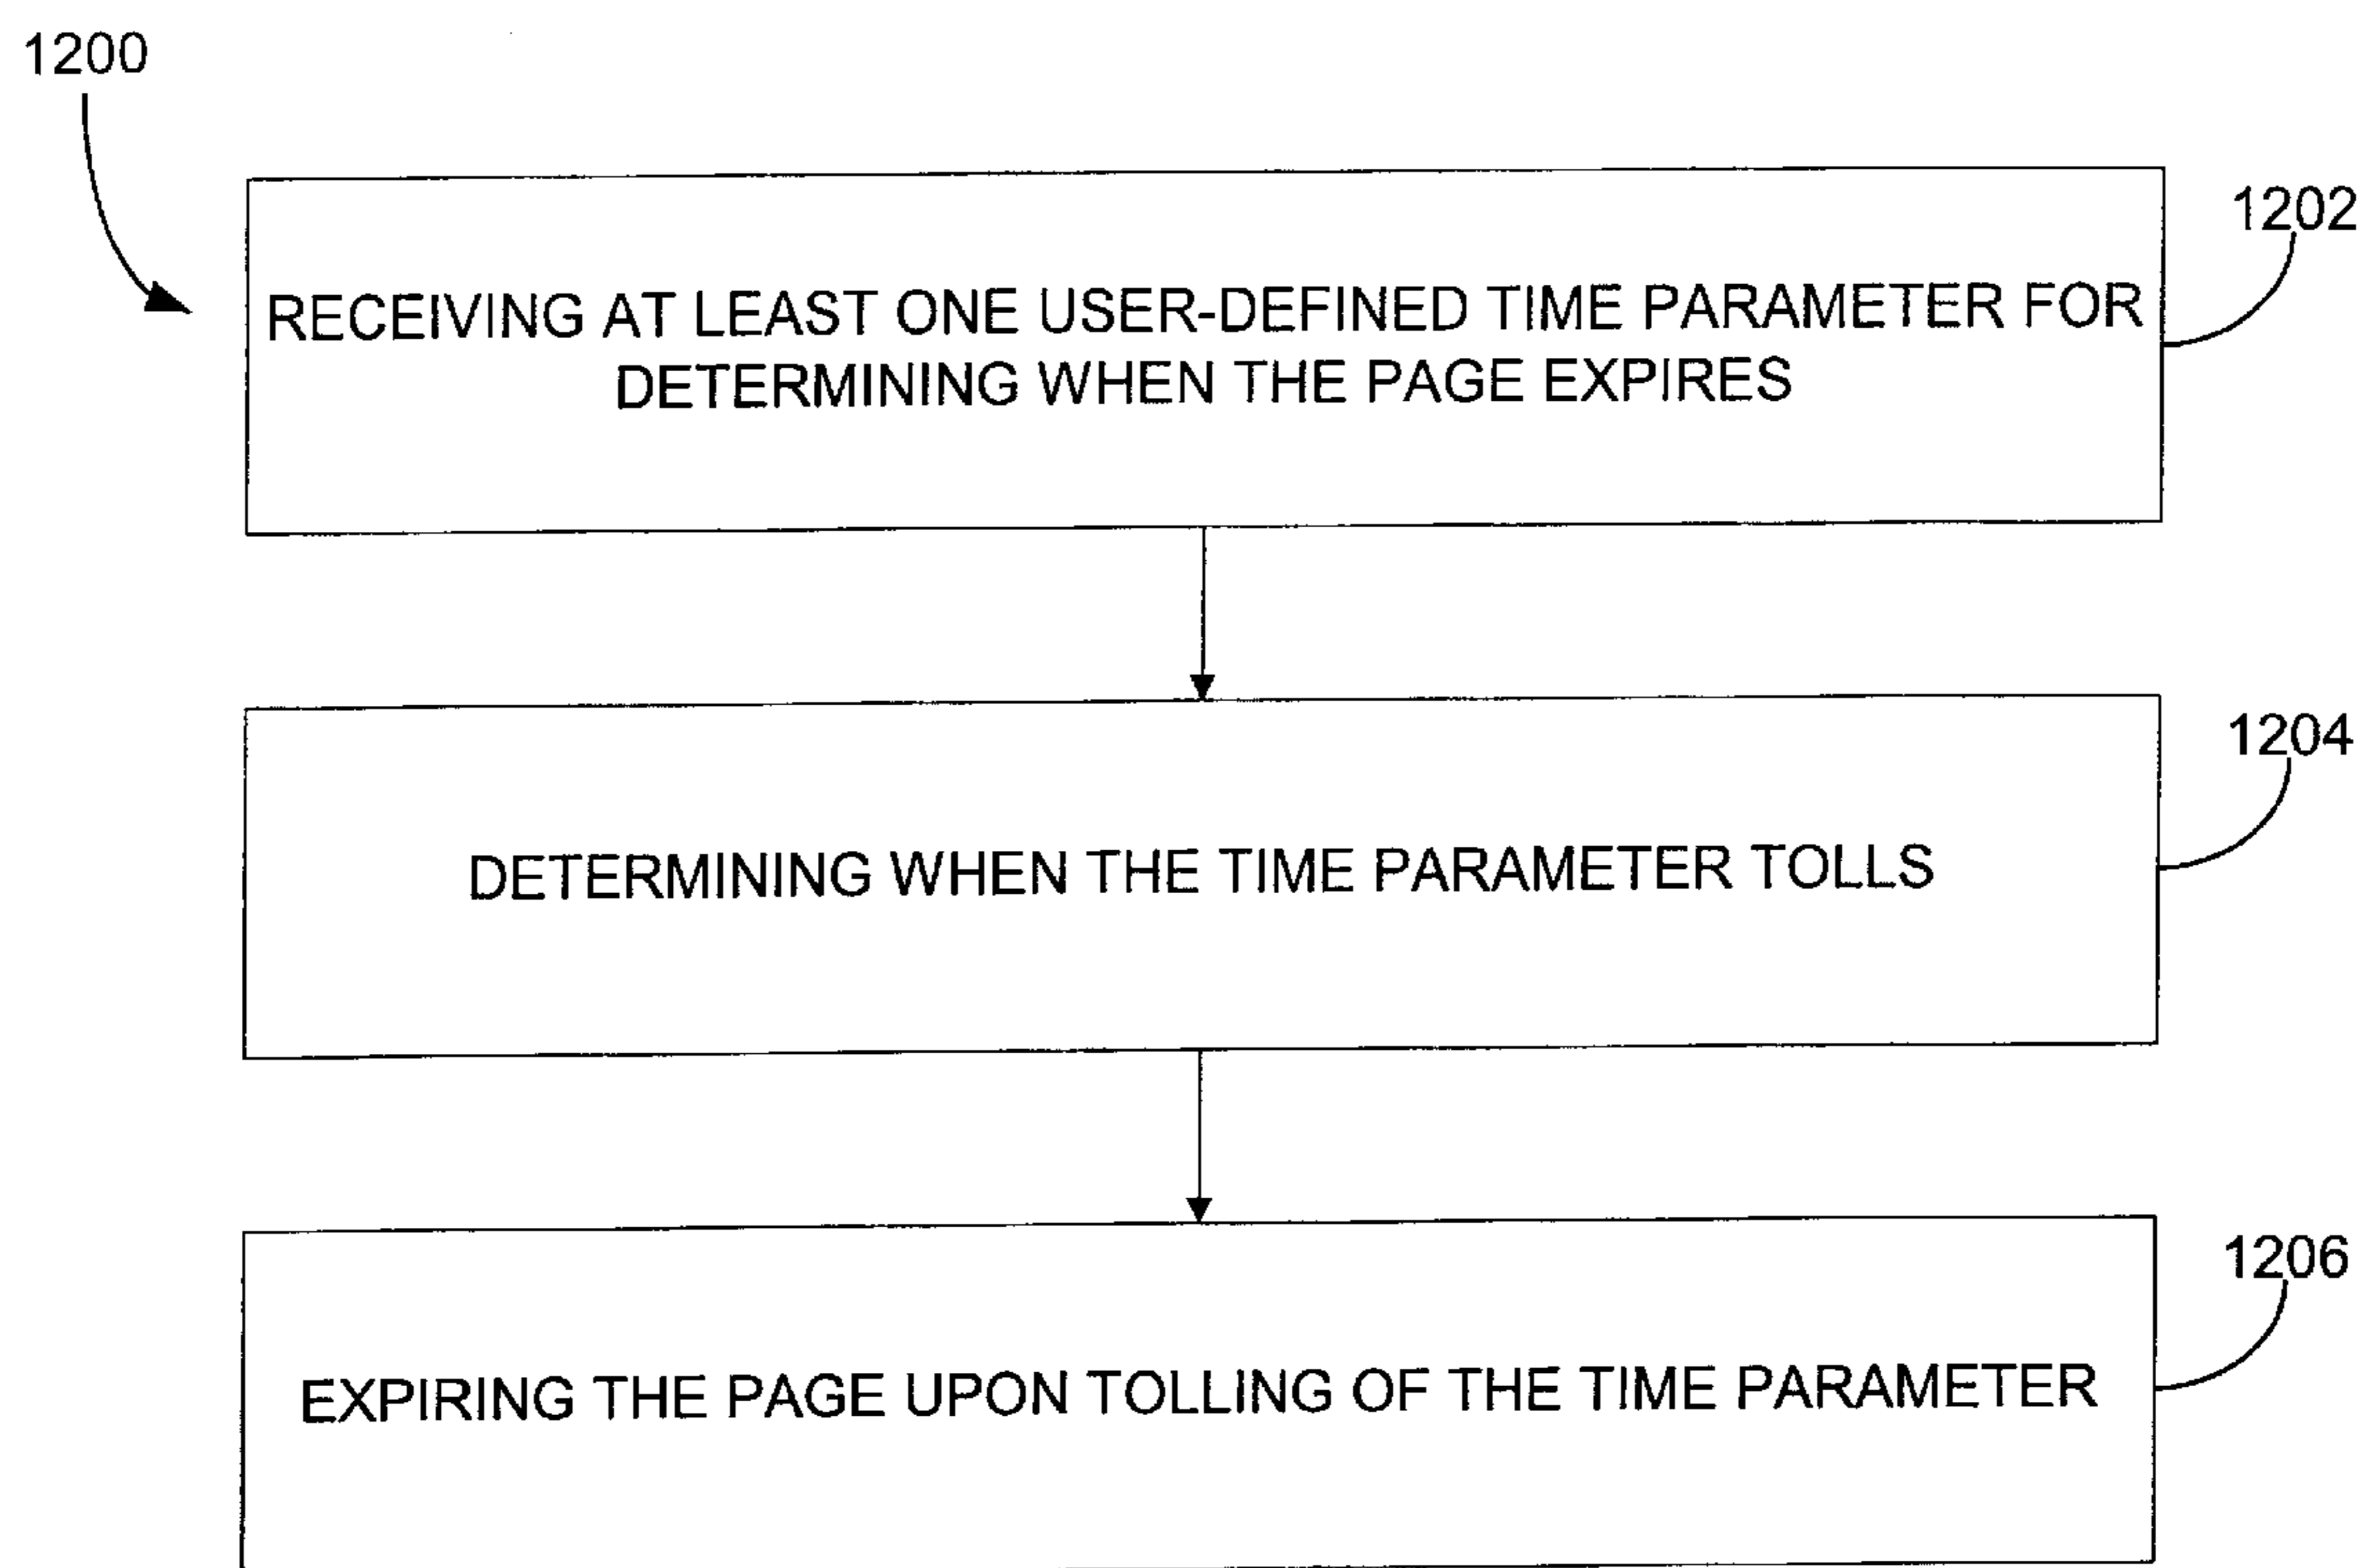 1200
1202
RECEIVING AT LEAST ONE USER-DEFINED TIME PARAMETER FOR
DETERMINING WHEN THE PAGE EXPIRES
1204
DETERMINING WHEN THE TIME PARAMETER TOLLS
1206
EXPIRING THE PAGE UPON TOLLING OF THE TIME PARAMETER